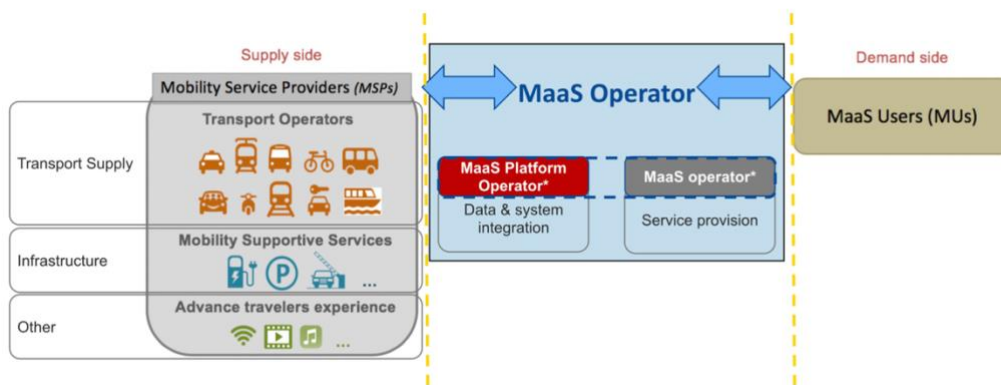 Supply side
Mobility Service Providers (MSPs)
Transport Supply
Transport Operators
Infrastructure
Mobility Supportive Services
P
...
Other
Advance travelers experience
...
MaaS Operator
MaaS Platform
Operator*
Data & system
integration
MaaS operator*
Service provision
Demand side
MaaS Users (MUs)